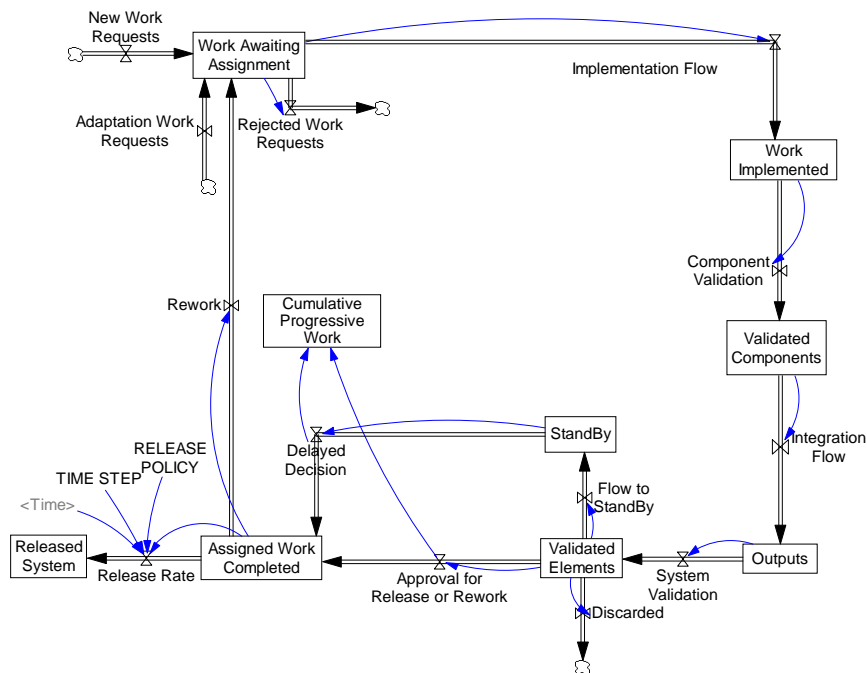 New Work
Requests
Work Awaiting
Assignment
Implementation Flow
Adaptation Work
Requests
Rejected Work
Requests
Work
Implemented
Component
Validation
Rework
Cumulative
Progressive
Work
Validated
Components
StandBy
Integration
Flow
Delayed
Decision
RELEASE
POLICY
TIME STEP
<Time>
Flow to
StandBy
Released
System
Release Rate
Assigned Work
Completed
Approval for
Release or Rework
Validated
Elements
System
Validation
Outputs
Discarded